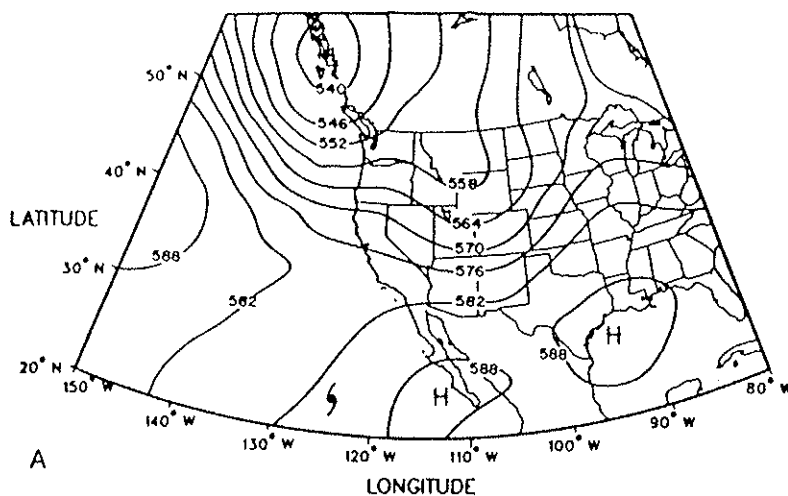 50° N
540
546
552
40° N
558
LATITUDE
564
588
570
30° N
576
582
582
H
588
588
20° N
H
150° W
80° W
140° W
90° W
130° W
100° W
120° W
110° W
A
LONGITUDE